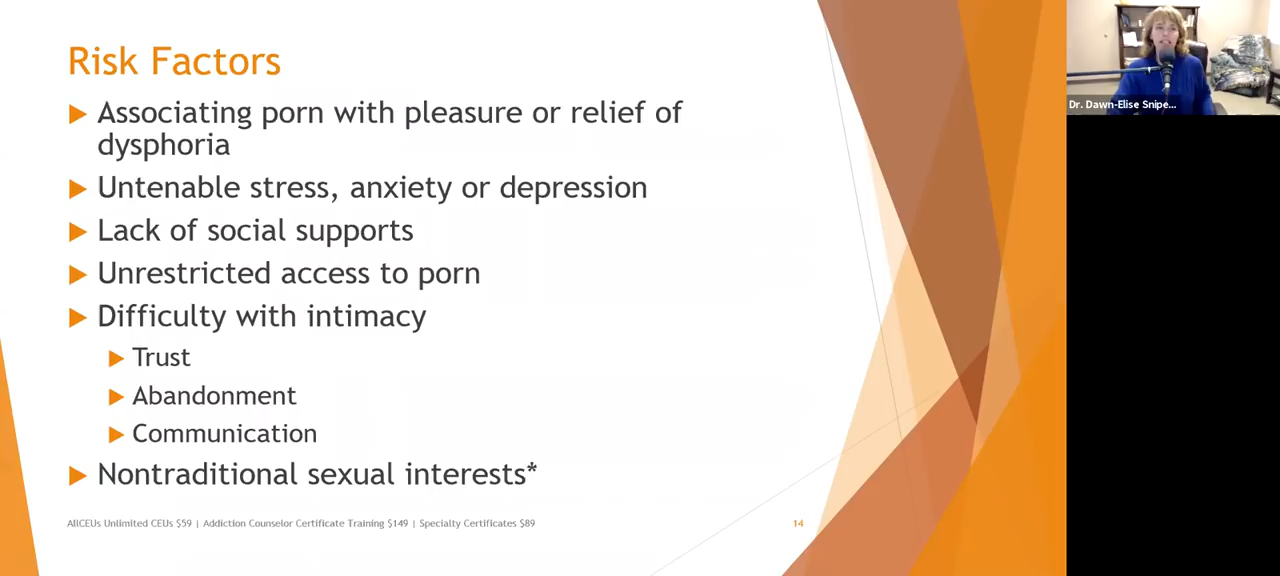 Risk Factors
Associating porn with pleasure or relief of
dysphoria
Untenable stress, anxiety or depression
Lack of social supports
Unrestricted access to porn
Difficulty with intimacy
Trust
Abandonment
Communication
Nontraditional sexual interests*
AllCEUs Unlimited CEUs $59 | Addiction Counselor Certificate Training $149 | Specialty Certificates $89
14
Dr. Dawn-Elise Snipe...